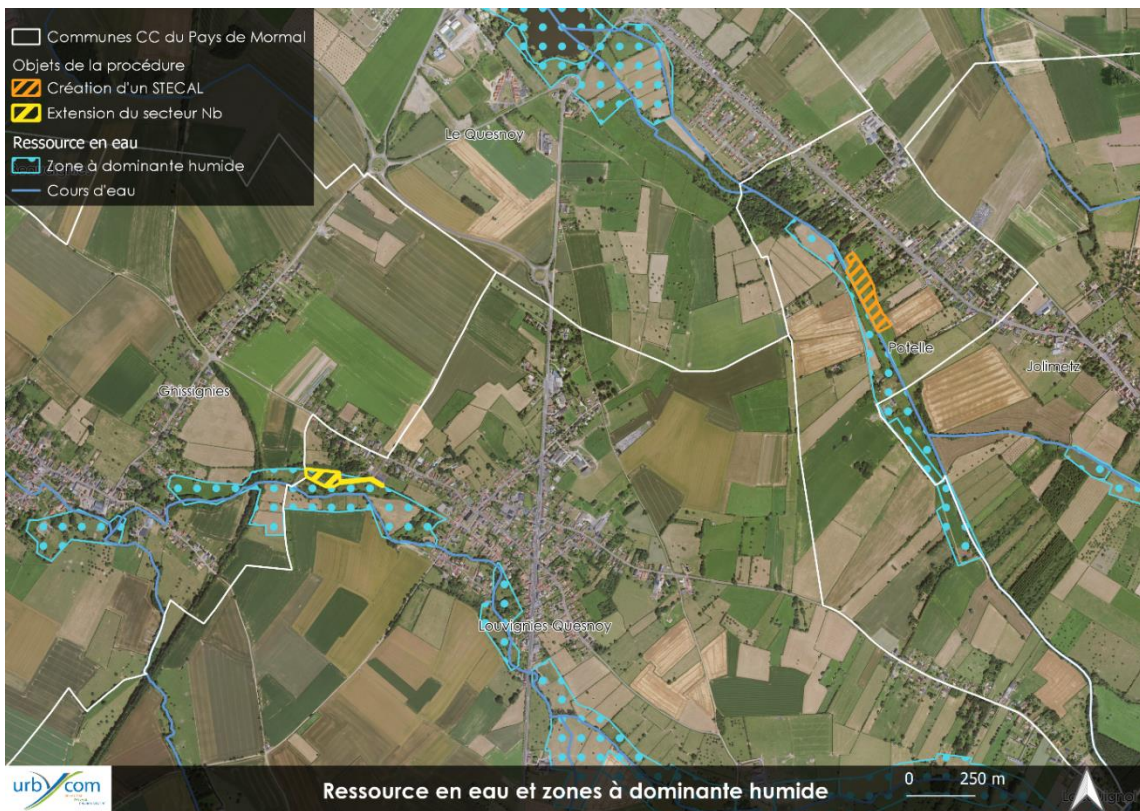 Communes CC du Pays de Mormal
Objets de la procédure
Création d'un STECAL
Extension du secteur Nb
Ressource en eau
Zone à dominante humide
Cours d'eau
Le Quesnoy
Ghissignies
Potelle
Jolimetz
Louvignies-Quesnoy
urbycom
Ressource en eau et zones à dominante humide
0 250 m